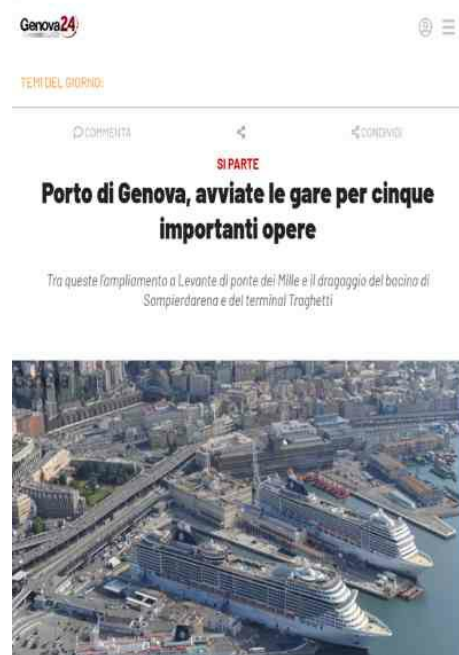 Genova24
TEMI DEL GIORNO:
COMMENTA
CONDIVIDI
SI PARTE
Porto di Genova, avviate le gare per cinque
importanti opere
Tra queste l'ampliamento a Levante di ponte dei Mille e il dragaggio del bacino di
Sampierdarena e del terminal Traghetti